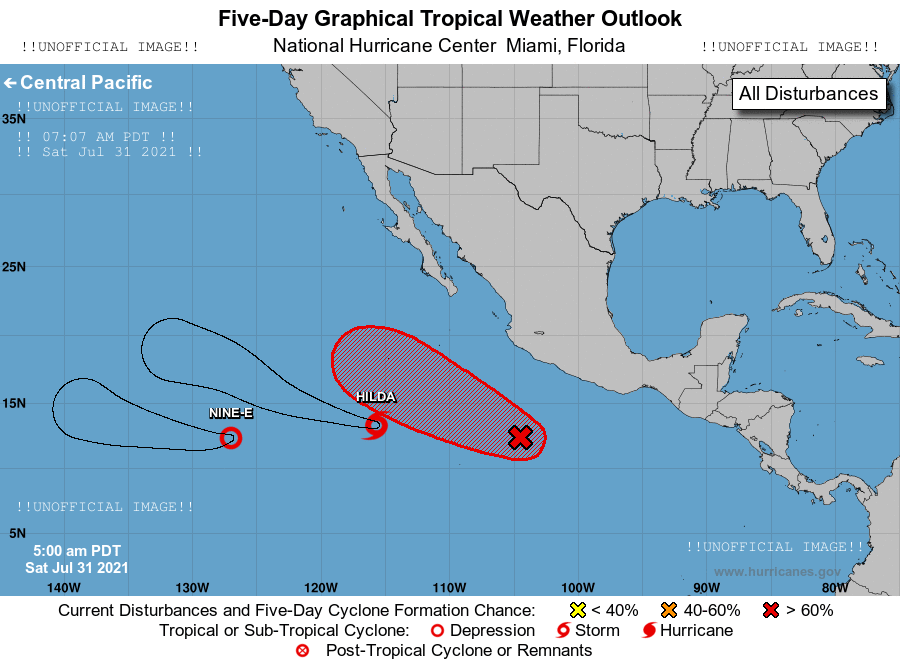 Five-Day Graphical Tropical Weather Outlook
!!UNOFFICIAL IMAGE!! National Hurricane Center Miami, Florida !!UNOFFICIAL IMAGE!!
← Central Pacific
All Disturbances
!!UNOFFICIAL IMAGE!!
35N
!! 07:07 AM PDT !!
!! Sat Jul 31 2021 !!
25N
HILDA
15N
NINE-E
!!UNOFFICIAL IMAGE!!
5N
5:00 am PDT
Sat Jul 31 2021
!!UNOFFICIAL IMAGE!!
www.hurricanes.gov
140W 130W 120W 110W 100W 90W 80W
Current Disturbances and Five-Day Cyclone Formation Chance: < 40% 40-60% > 60%
Tropical or Sub-Tropical Cyclone: Depression Storm Hurricane
Post-Tropical Cyclone or Remnants